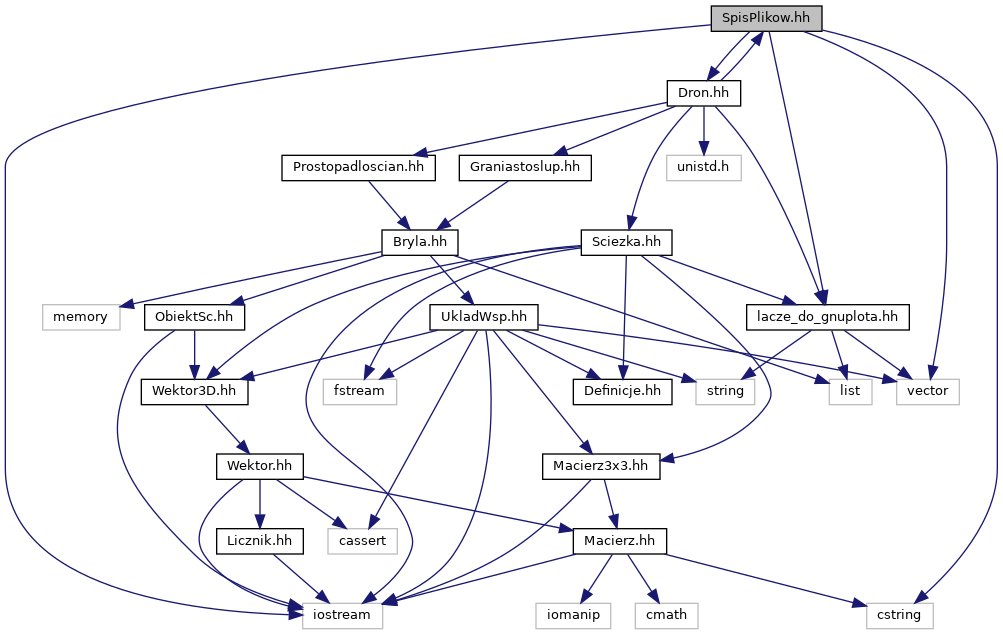 SpisPlikow.hh
Dron.hh
Prostopadloscian.hh
Graniastoslup.hh
unistd.h
Bryla.hh
Sciezka.hh
memory
ObiektSc.hh
UkladWsp.hh
lacze_do_gnuplota.hh
Wektor3D.hh
fstream
Definicje.hh
string
list
vector
Wektor.hh
Macierz3x3.hh
Licznik.hh
cassert
Macierz.hh
iostream
iomanip
cmath
cstring